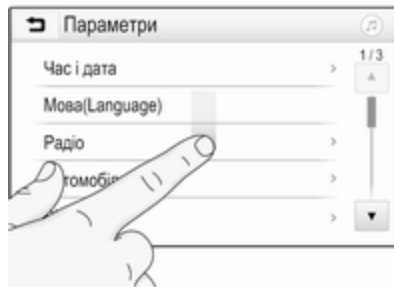 Параметри
1/3
Час і дата
Мова(Language)
Радіо